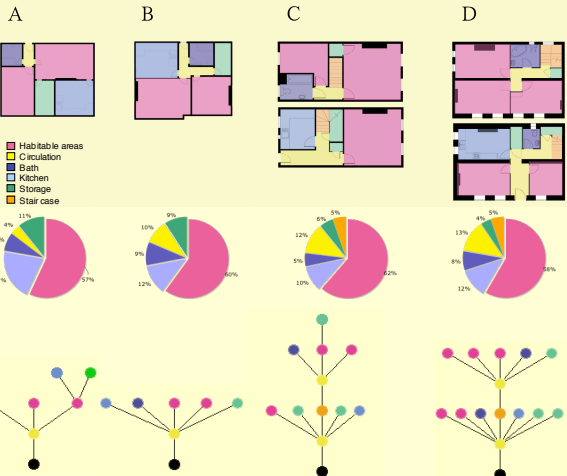 A B C D
Habitable areas
Circulation
Bath
Kitchen
Storage
Stair case
11% 4% % % 57%
9% 10% 9% 12% 60%
5% 6% 12% 5% 10% 62%
5% 4% 13% 8% 12% 58%